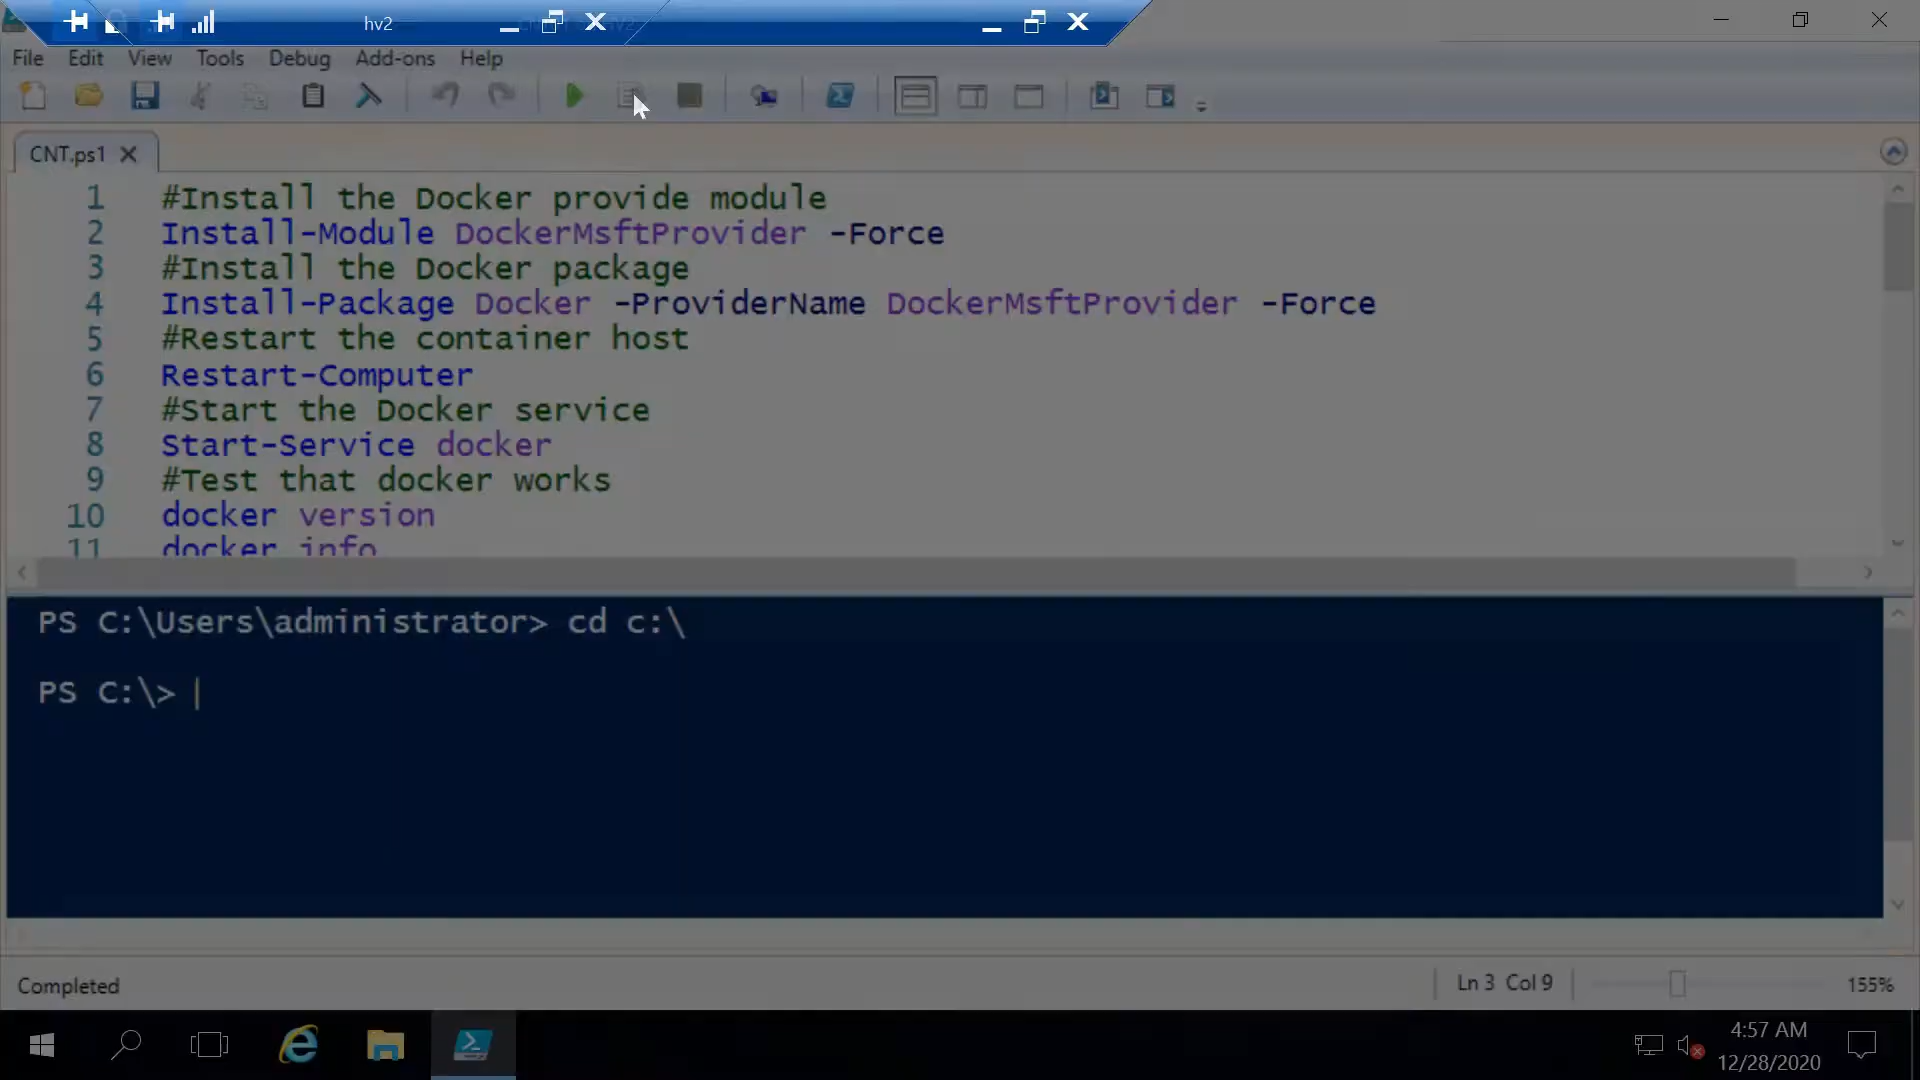 hv2
File Edit View Tools Debug Add-ons Help
CNT.ps1
1 #Install the Docker provide module
2 Install-Module DockerMsftProvider -Force
3 #Install the Docker package
4 Install-Package Docker -ProviderName DockerMsftProvider -Force
5 #Restart the container host
6 Restart-Computer
7 #Start the Docker service
8 Start-Service docker
9 #Test that docker works
10 docker version
11 docker info
PS C:\Users\administrator> cd c:\
PS C:\>
Completed
Ln 3 Col 9
155%
4:57 AM
12/28/2020